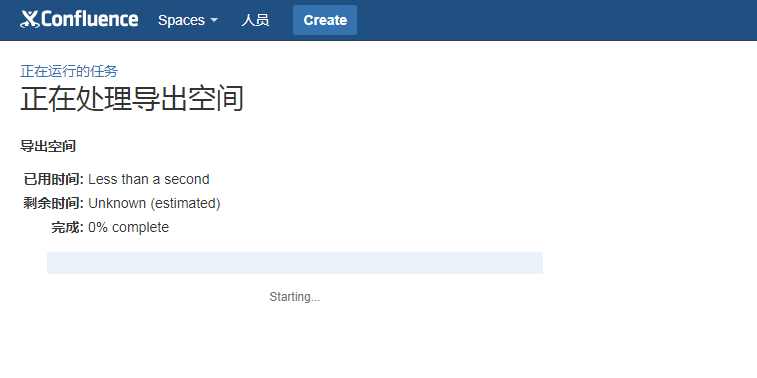 Confluence Spaces 人员 Create
正在运行的任务
正在处理导出空间
导出空间
已用时间: Less than a second
剩余时间: Unknown (estimated)
完成: 0% complete
Starting...